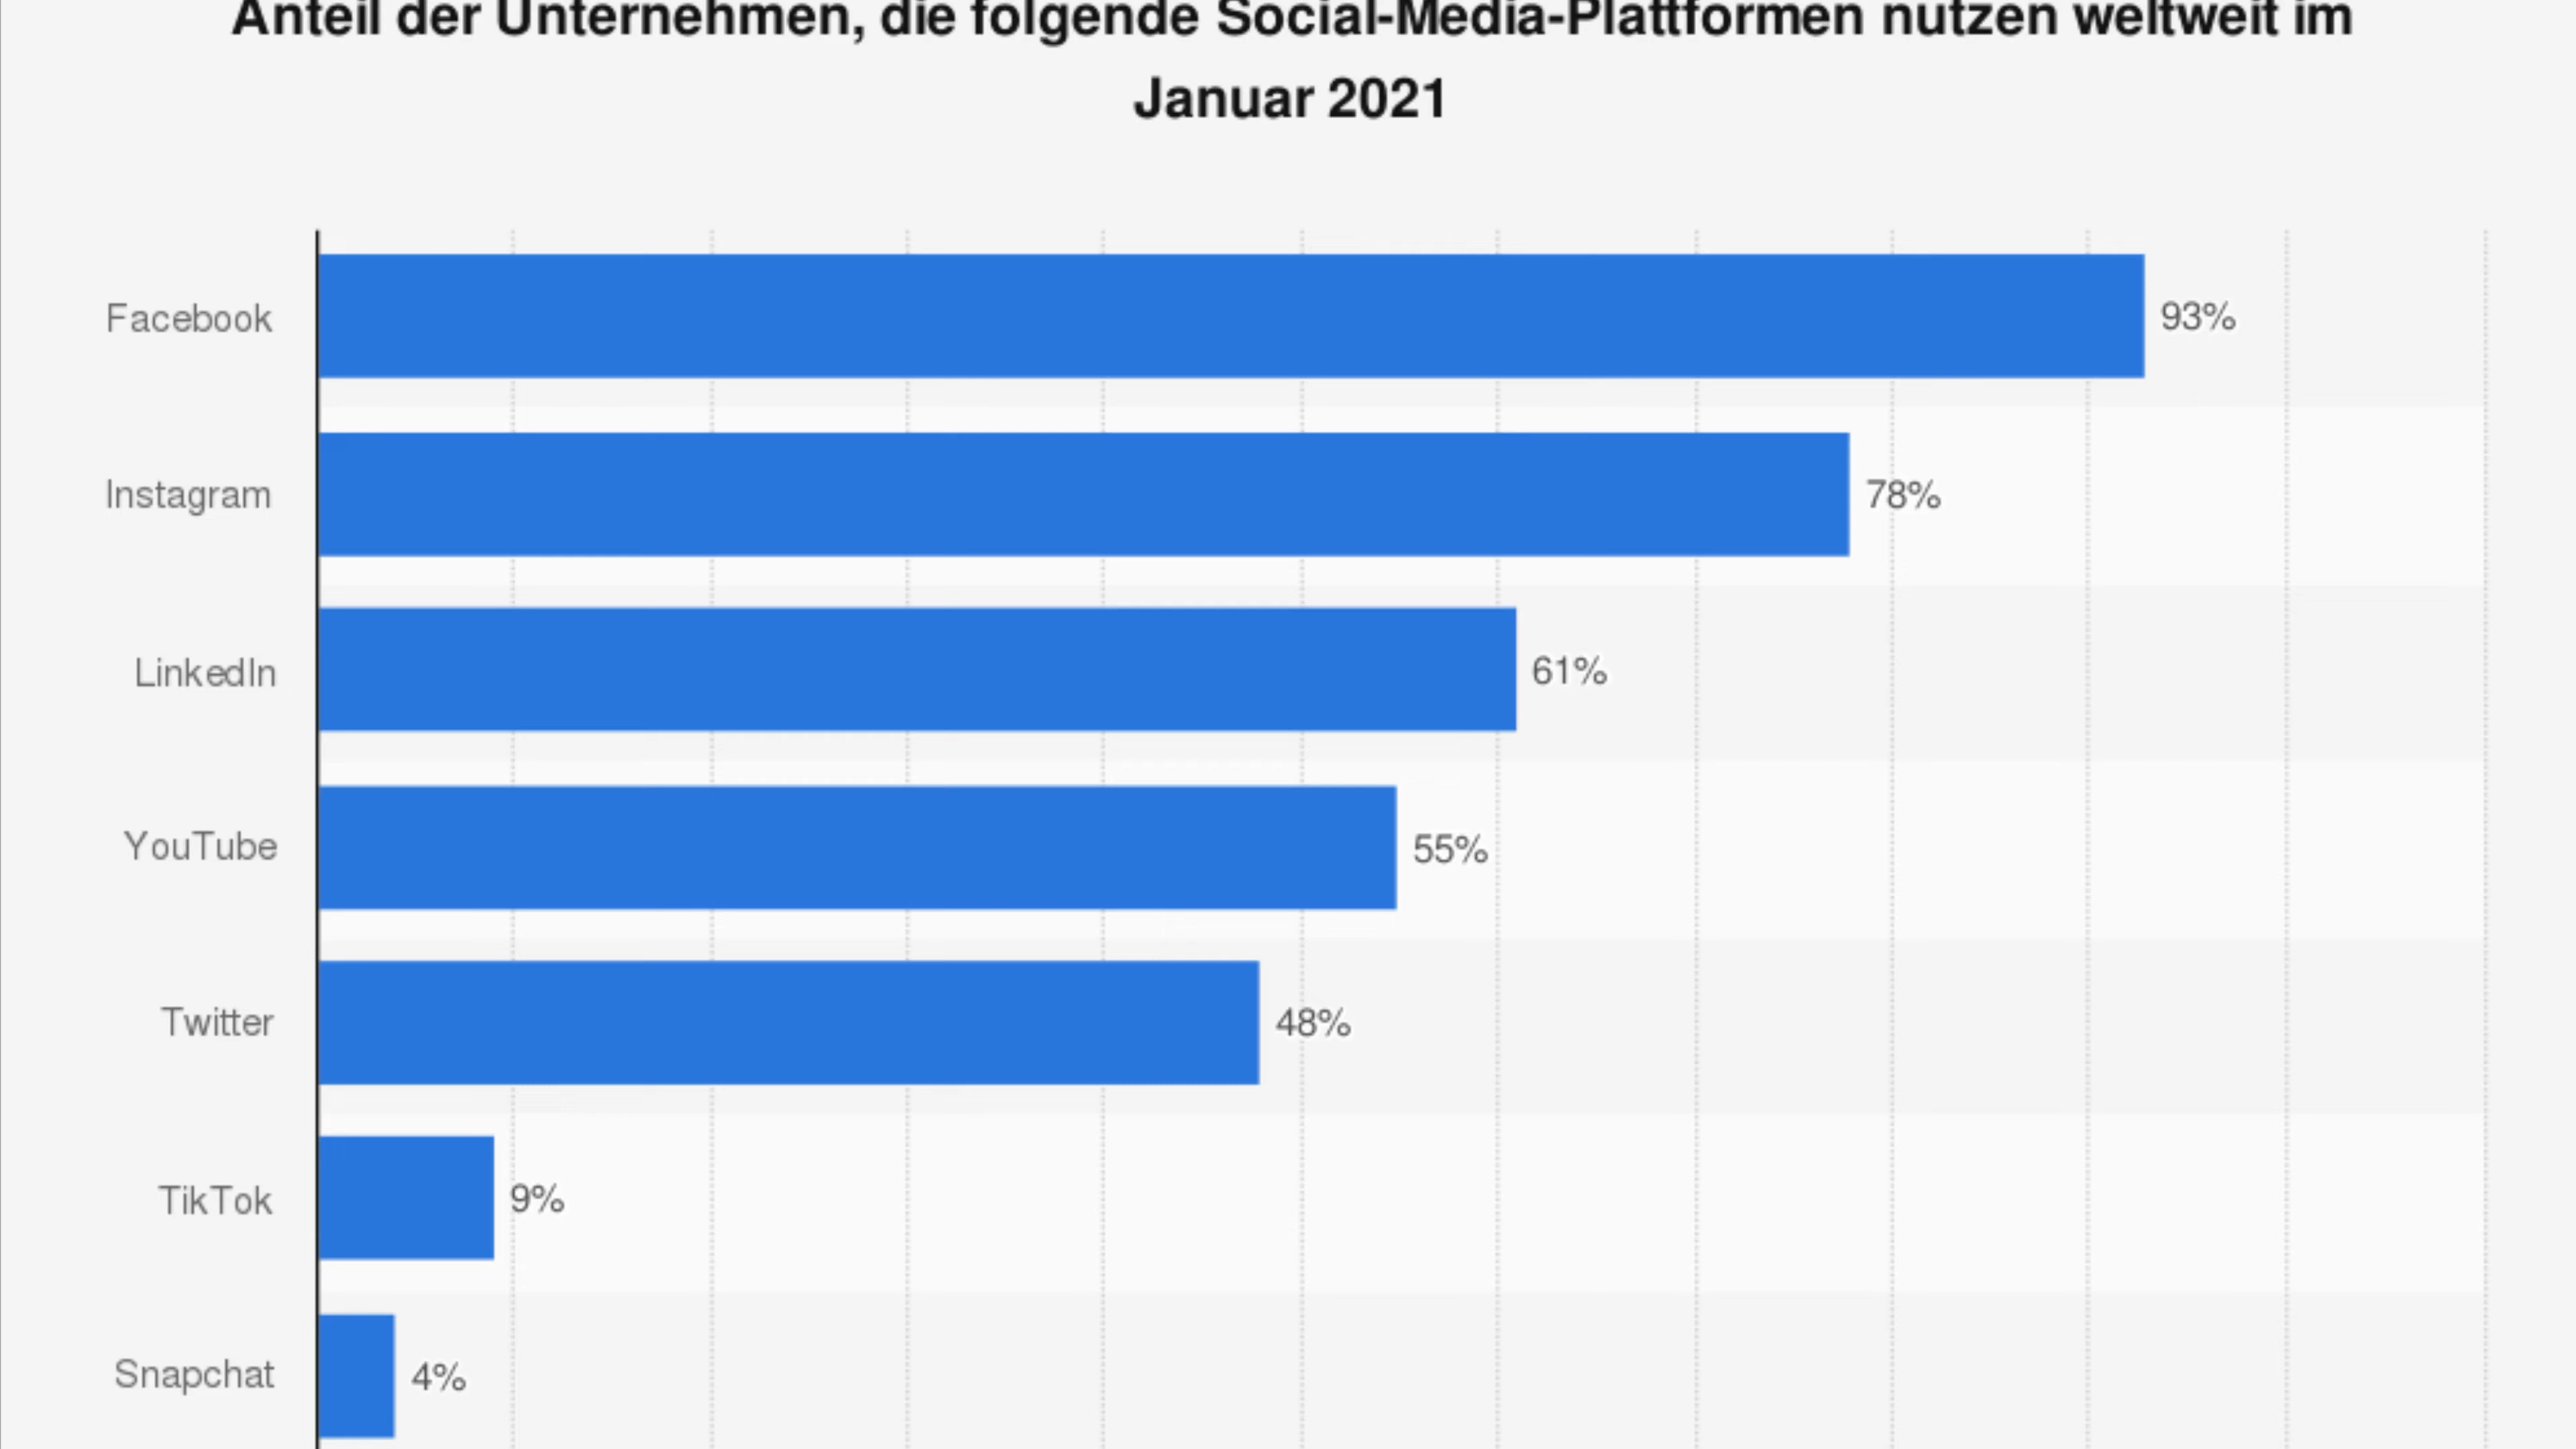 Anteil der Unternehmen, die folgende Social-Media-Plattformen nutzen weltweit im
Januar 2021
Facebook 93%
Instagram 78%
LinkedIn 61%
YouTube 55%
Twitter 48%
TikTok 9%
Snapchat 4%